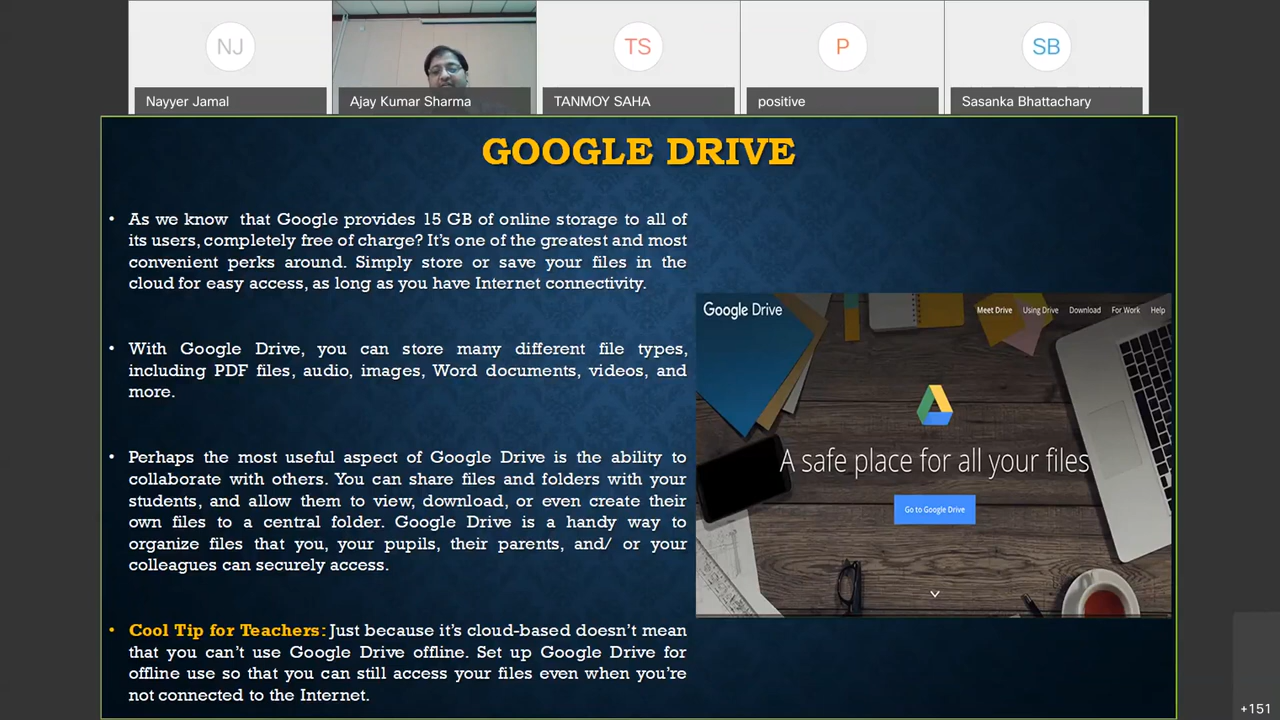 NJ
TS
P
SB
Nayyer Jamal
Ajay Kumar Sharma
TANMOY SAHA
positive
Sasanka Bhattachary
GOOGLE DRIVE
• As we know that Google provides 15 GB of online storage to all of
its users, completely free of charge? It's one of the greatest and most
convenient perks around. Simply store or save your files in the
cloud for easy access, as long as you have Internet connectivity.
• With Google Drive, you can store many different file types,
including PDF files, audio, images, Word documents, videos, and
more.
• Perhaps the most useful aspect of Google Drive is the ability to
collaborate with others. You can share files and folders with your
students, and allow them to view, download, or even create their
own files to a central folder. Google Drive is a handy way to
organize files that you, your pupils, their parents, and/ or your
colleagues can securely access.
• Cool Tip for Teachers: Just because it's cloud-based doesn't mean
that you can't use Google Drive offline. Set up Google Drive for
offline use so that you can still access your files even when you're
not connected to the Internet.
Google Drive
Meet Drive Using Drive Download For Work Help
A safe place for all your files
Go to Google Drive
+151